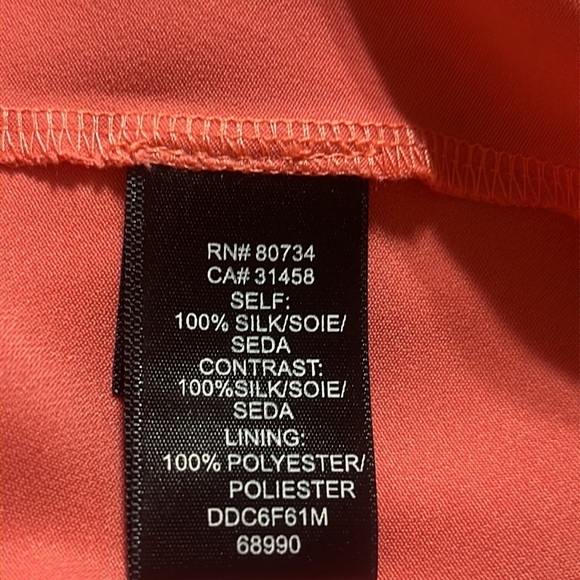 RN# 80734
CA# 31458
SELF:
100% SILK/SOIE/
SEDA
CONTRAST:
100%SILK/SOIE/
SEDA
LINING:
100% POLYESTER/
POLIESTER
DDC6F61M
68990